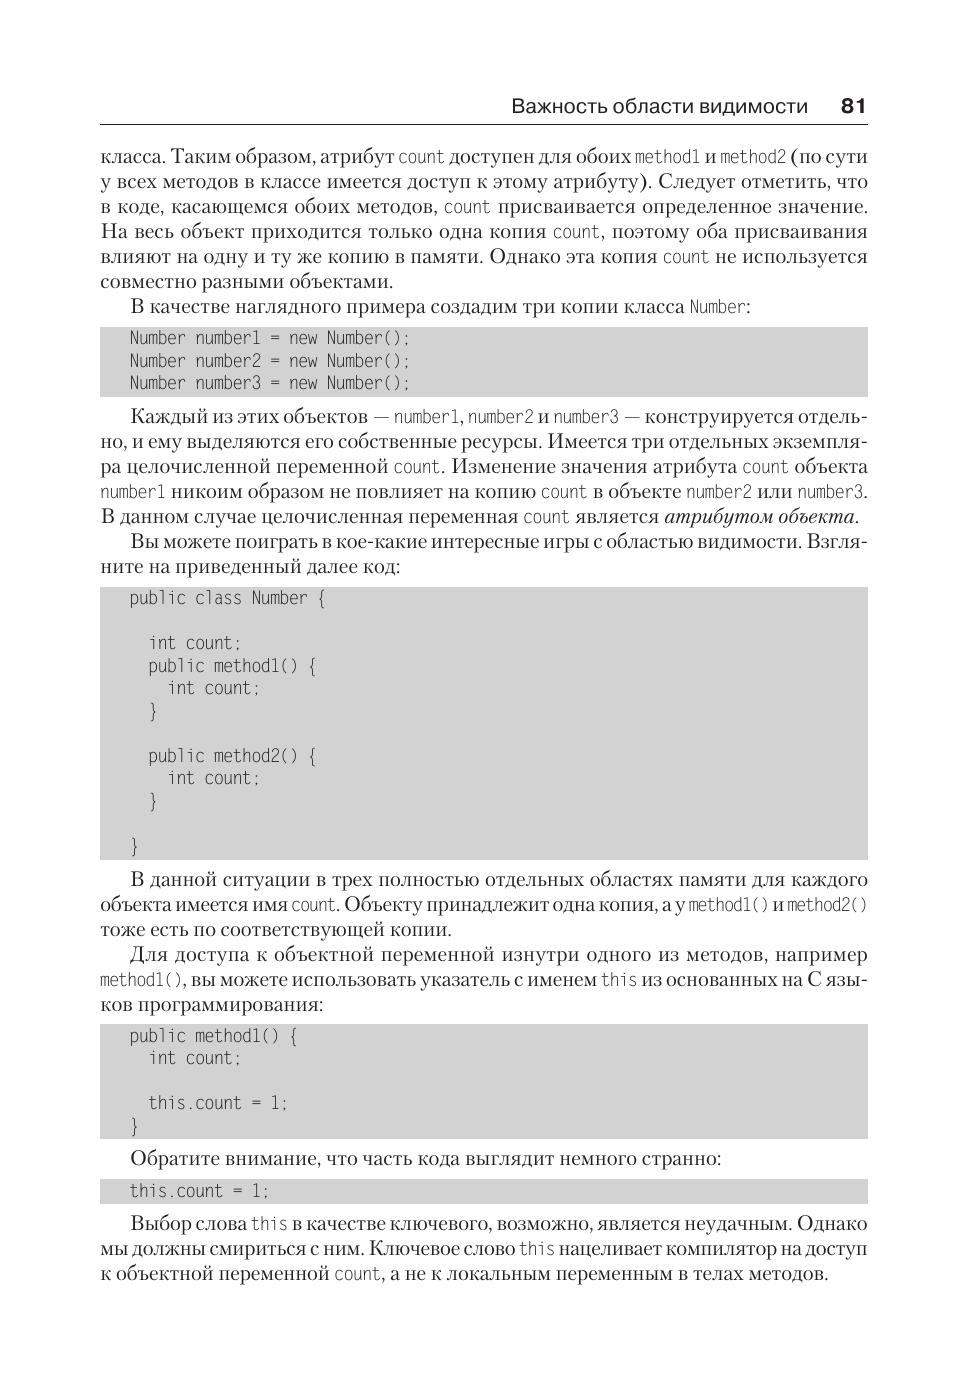 Важность области видимости 81
класса. Таким образом, атрибут count доступен для обоих method1 и method2 (по сути
у всех методов в классе имеется доступ к этому атрибуту). Следует отметить, что
в коде, касающемся обоих методов, count присваивается определенное значение.
На весь объект приходится только одна копия count, поэтому оба присваивания
влияют на одну и ту же копию в памяти. Однако эта копия count не используется
совместно разными объектами.
В качестве наглядного примера создадим три копии класса Number:
Number number1 = new Number();
Number number2 = new Number();
Number number3 = new Number();
Каждый из этих объектов — number1, number2 и number3 — конструируется отдель-
но, и ему выделяются его собственные ресурсы. Имеется три отдельных экземпля-
ра целочисленной переменной count. Изменение значения атрибута count объекта
number1 никоим образом не повлияет на копию count в объекте number2 или number3.
В данном случае целочисленная переменная count является атрибутом объекта.
Вы можете поиграть в кое-какие интересные игры с областью видимости. Взгля-
ните на приведенный далее код:
public class Number {
int count;
public method1() {
int count;
}
public method2() {
int count;
}
}
В данной ситуации в трех полностью отдельных областях памяти для каждого
объекта имеется имя count. Объекту принадлежит одна копия, а у method1() и method2()
тоже есть по соответствующей копии.
Для доступа к объектной переменной изнутри одного из методов, например
method1(), вы можете использовать указатель с именем this из основанных на C язы-
ков программирования:
public method1() {
int count;
this.count = 1;
}
Обратите внимание, что часть кода выглядит немного странно:
this.count = 1;
Выбор слова this в качестве ключевого, возможно, является неудачным. Однако
мы должны смириться с ним. Ключевое слово this нацеливает компилятор на доступ
к объектной переменной count, а не к локальным переменным в телах методов.